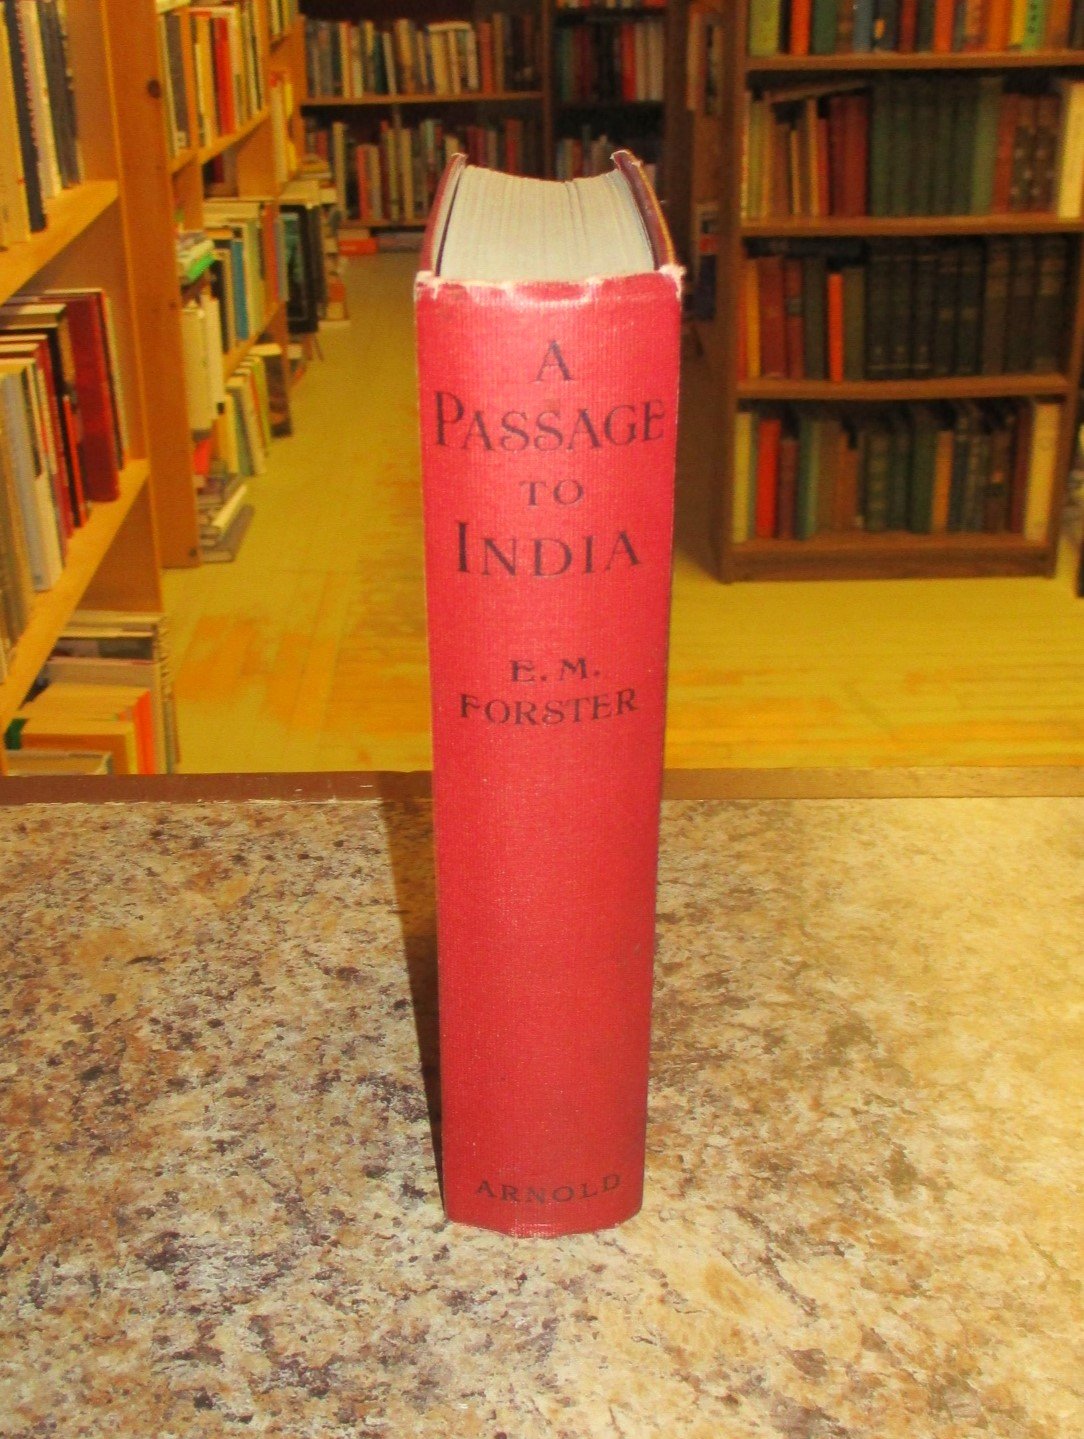 A
PASSAGE
TO
INDIA
E. M.
FORSTER
ARNOLD